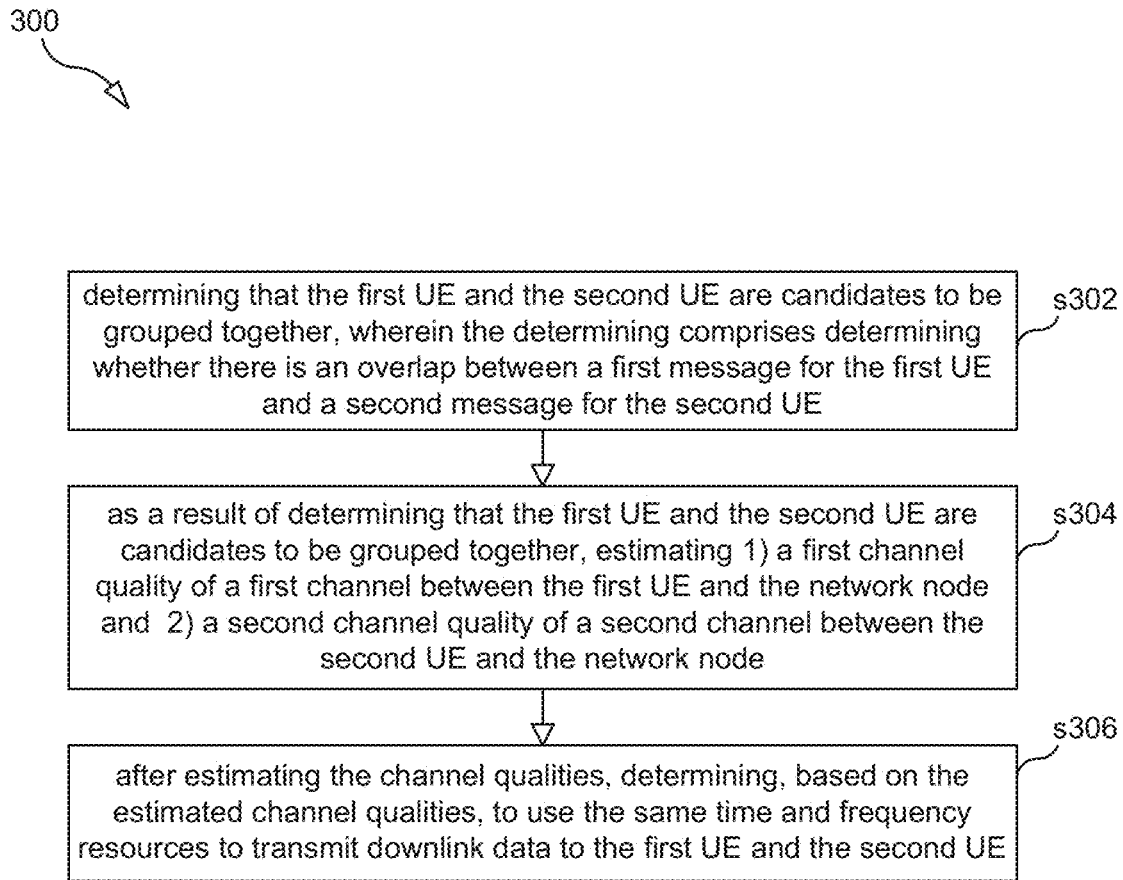 300
determining that the first UE and the second UE are candidates to be
grouped together, wherein the determining comprises determining
whether there is an overlap between a first message for the first UE
and a second message for the second UE
s302
as a result of determining that the first UE and the second UE are
candidates to be grouped together, estimating 1) a first channel
quality of a first channel between the first UE and the network node
and 2) a second channel quality of a second channel between the
second UE and the network node
s304
after estimating the channel qualities, determining, based on the
estimated channel qualities, to use the same time and frequency
resources to transmit downlink data to the first UE and the second UE
s306